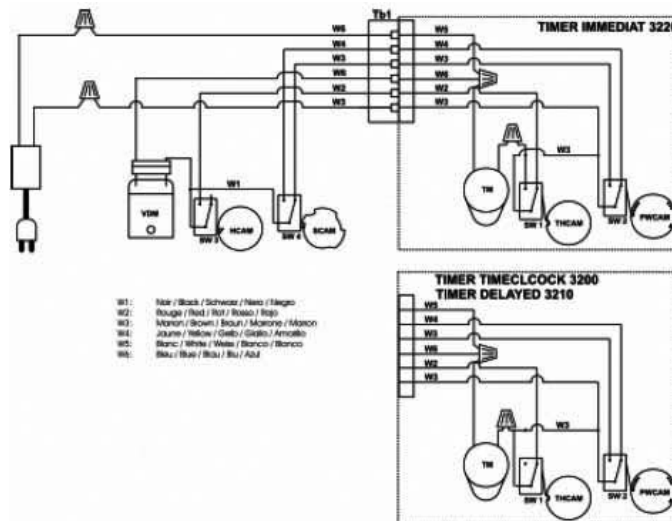 Tb1
TIMER IMMEDIAT 322
W6
W4
W3
W6
W2
W3
W5
W4
W3
W6
W2
W3
W3
TM
SW 1
THCAM
SW 2
PWCAM
W1
VDM
SW 3
HCAM
SW 4
SCAM
W1: Noir / Black / Schwarz / Nero / Negro
W2: Rouge / Red / Rot / Rosso / Rojo
W3: Marron / Brown / Braun / Marrone / Marron
W4: Jaune / Yellow / Gelb / Giallo / Amarillo
W5: Blanc / White / Weiss / Bianco / Blanco
W6: Bleu / Blue / Blau / Blu / Azul
TIMER TIMECLCOCK 3200
TIMER DELAYED 3210
W5
W4
W3
W6
W2
W3
W3
TM
SW 1
THCAM
SW 2
PWCAM